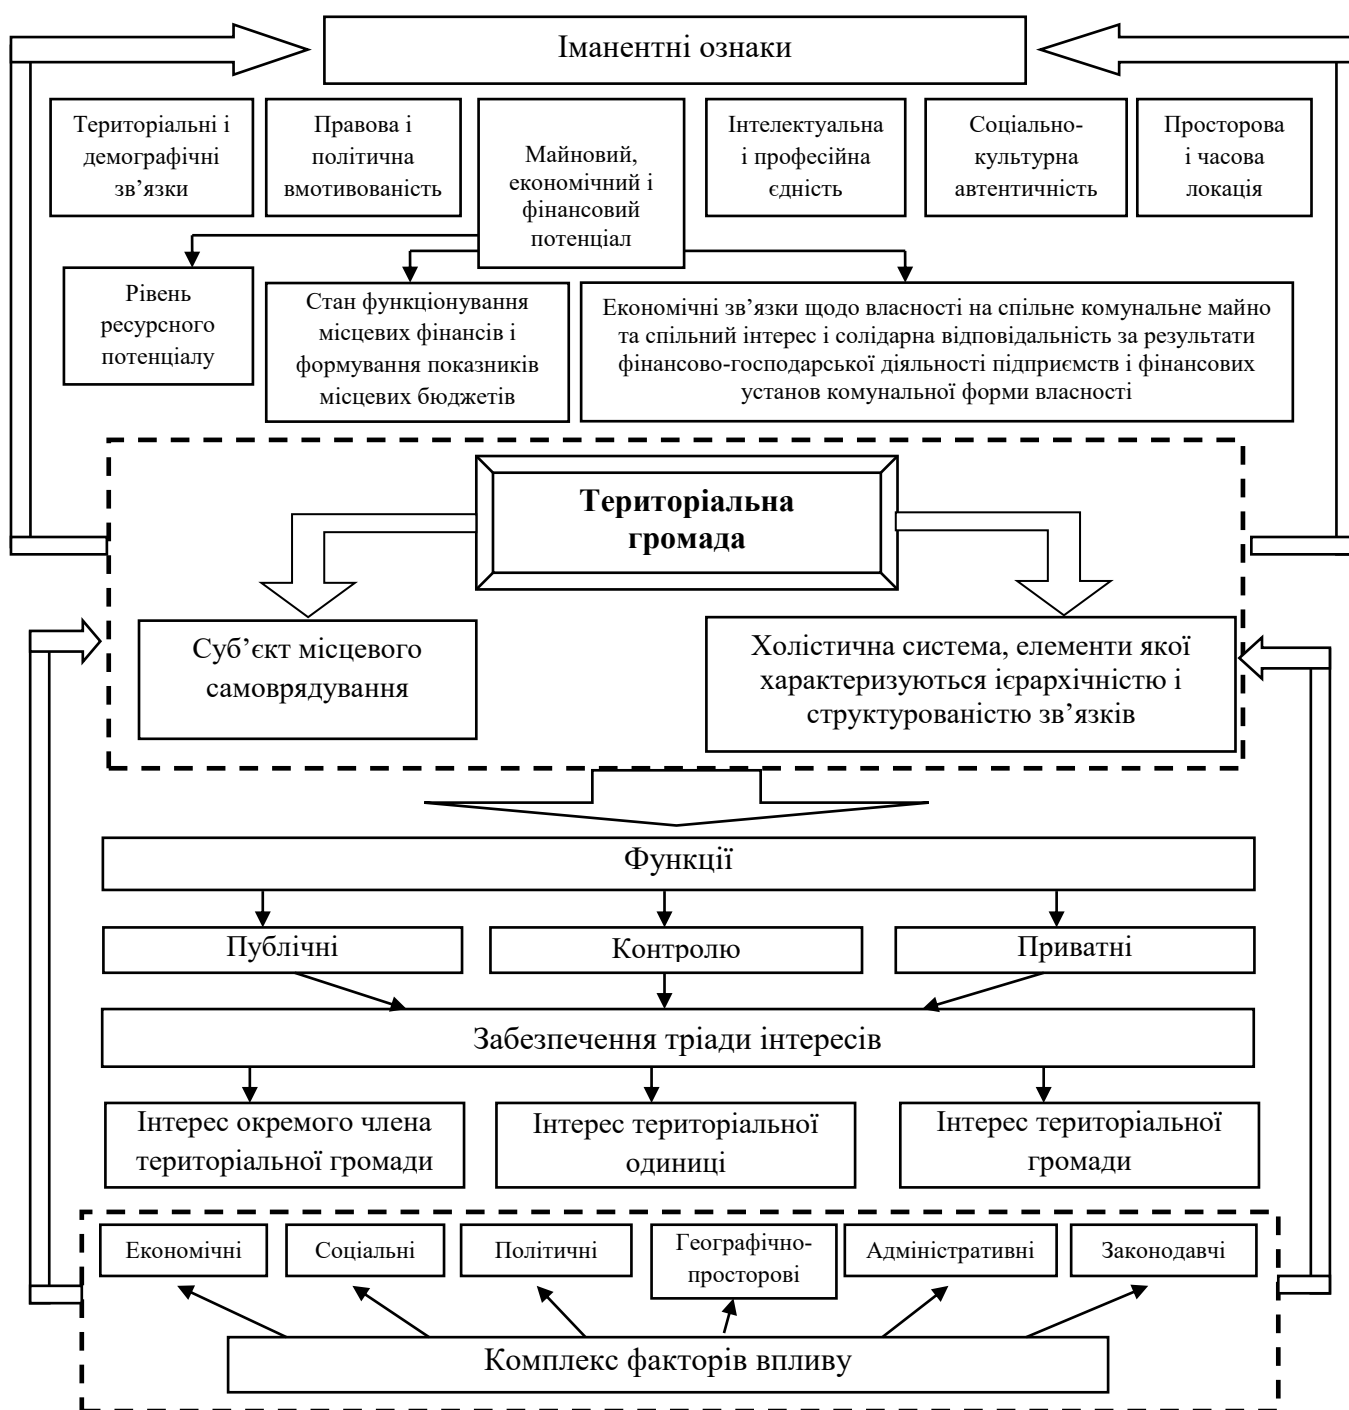 Іманентні ознаки
Територіальні і
демографічні
зв’язки
Правова і
політична
вмотивованість
Майновий,
економічний і
фінансовий
потенціал
Інтелектуальна
і професійна
єдність
Соціально-
культурна
автентичність
Просторова
і часова
локація
Рівень
ресурсного
потенціалу
Стан функціонування
місцевих фінансів і
формування показників
місцевих бюджетів
Економічні зв’язки щодо власності на спільне комунальне майно
та спільний інтерес і солідарна відповідальність за результати
фінансово-господарської діяльності підприємств і фінансових
установ комунальної форми власності
Територіальна
громада
Суб’єкт місцевого
самоврядування
Холістична система, елементи якої
характеризуються ієрархічністю і
структурованістю зв’язків
Функції
Публічні
Контролю
Приватні
Забезпечення тріади інтересів
Інтерес окремого члена
територіальної громади
Інтерес територіальної
одиниці
Інтерес територіальної
громади
Економічні
Соціальні
Політичні
Географічно-
просторові
Адміністративні
Законодавчі
Комплекс факторів впливу